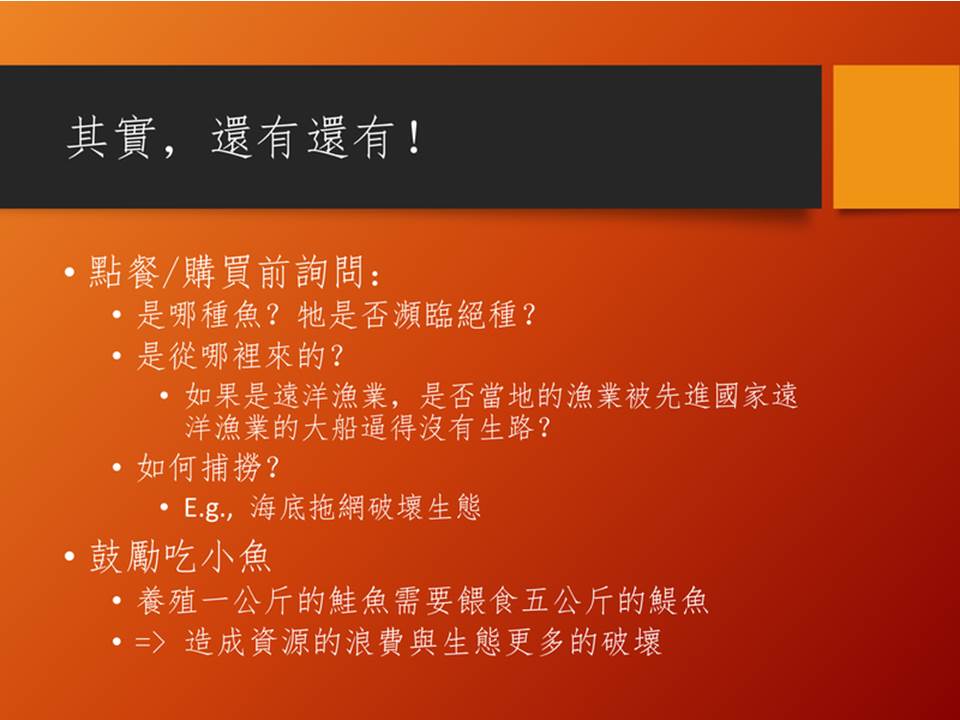 其實，還有還有！
• 點餐/購買前詢問：
• 是哪種魚？牠是否瀕臨絕種？
• 是從哪裡來的？
• 如果是遠洋漁業，是否當地的漁業被先進國家遠
洋漁業的大船逼得沒有生路？
• 如何捕撈？
• E.g., 海底拖網破壞生態
• 鼓勵吃小魚
• 養殖一公斤的鮭魚需要餵食五公斤的鯷魚
• => 造成資源的浪費與生態更多的破壞